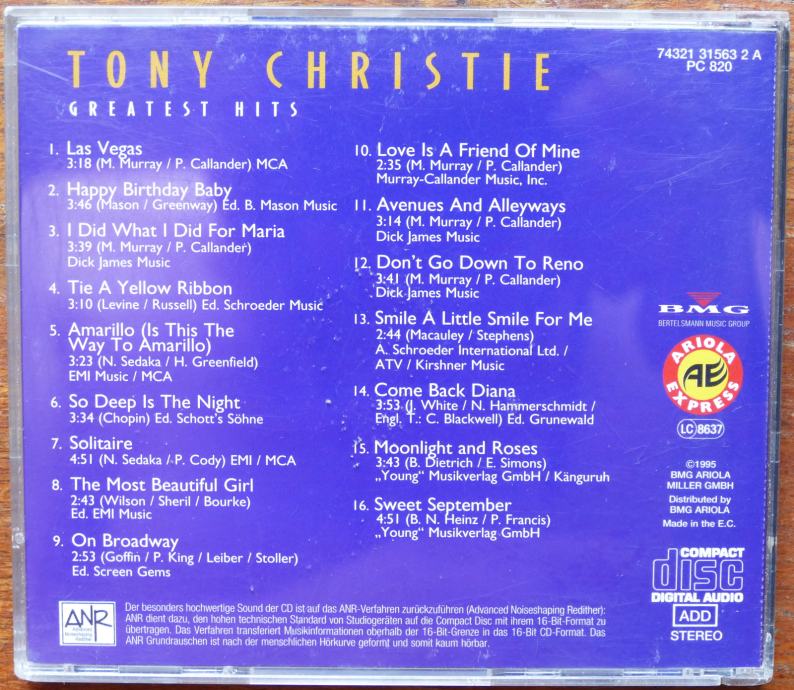 TONY CHRISTIE
GREATEST HITS
74321 31563 2 A
PC 820
1. Las Vegas
3:18 (M. Murray / P. Callander) MCA
2. Happy Birthday Baby
3:46 (Mason / Greenway) Ed. B. Mason Music
3. I Did What I Did For Maria
3:39 (M. Murray / P. Callander)
Dick James Music
4. Tie A Yellow Ribbon
3:10 (Levine / Russell) Ed. Schroeder Music
5. Amarillo (Is This The
Way To Amarillo)
3:23 (N. Sedaka / H. Greenfield)
EMI Music / MCA
6. So Deep Is The Night
3:34 (Chopin) Ed. Schott's Söhne
7. Solitaire
4:51 (N. Sedaka / P. Cody) EMI / MCA
8. The Most Beautiful Girl
2:43 (Wilson / Sheril / Bourke)
Ed. EMI Music
9. On Broadway
2:53 (Goffin / P. King / Leiber / Stoller)
Ed. Screen Gems
10. Love Is A Friend Of Mine
2:35 (M. Murray / P. Callander)
Murray-Callander Music, Inc.
11. Avenues And Alleyways
3:14 (M. Murray / P. Callander)
Dick James Music
12. Don't Go Down To Reno
3:41 (M. Murray / P. Callander)
Dick James Music
13. Smile A Little Smile For Me
2:44 (Macauley / Stephens)
A. Schroeder International Ltd. /
ATV / Kirshner Music
14. Come Back Diana
3:53 (J. White / N. Hammerschmidt /
Engl. T.: C. Blackwell) Ed. Grunewald
15. Moonlight and Roses
3:43 (B. Dietrich / E. Simons)
„Young“ Musikverlag GmbH / Känguruh
16. Sweet September
4:51 (B. N. Heinz / P. Francis)
„Young“ Musikverlag GmbH
BMG
BERTELSMANN MUSIC GROUP
ARIOLA
AE
EXPRESS
LC 8637
©1995
BMG ARIOLA
MILLER GMBH
Distributed by
BMG ARIOLA
Made in the E.C.
COMPACT
disc
DIGITAL AUDIO
ADD
STEREO
ANR
Advanced
Noiseshaping
Redither
Der besonders hochwertige Sound der CD ist auf das ANR-Verfahren zurückzuführen (Advanced Noiseshaping Redither):
ANR dient dazu, den hohen technischen Standard von Studiogeräten auf die Compact Disc mit ihrem 16-Bit-Format zu
übertragen. Das Verfahren transferiert Musikinformationen oberhalb der 16-Bit-Grenze in das 16-Bit CD-Format. Das
ANR Grundrauschen ist nach der menschlichen Hörkurve geformt und somit kaum hörbar.